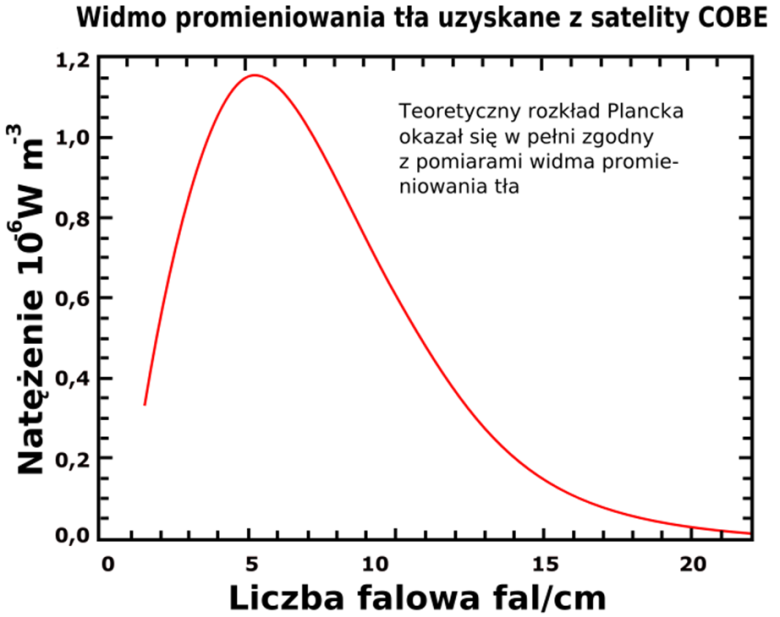 Widmo promieniowania tła uzyskane z satelity COBE
1,2
1,0
0,8
0,6
0,4
0,2
0,0
Natężenie 10⁻⁶W m⁻³
Teoretyczny rozkład Plancka
okazał się w pełni zgodny
z pomiarami widma promie-
niowania tła
0 5 10 15 20
Liczba falowa fal/cm